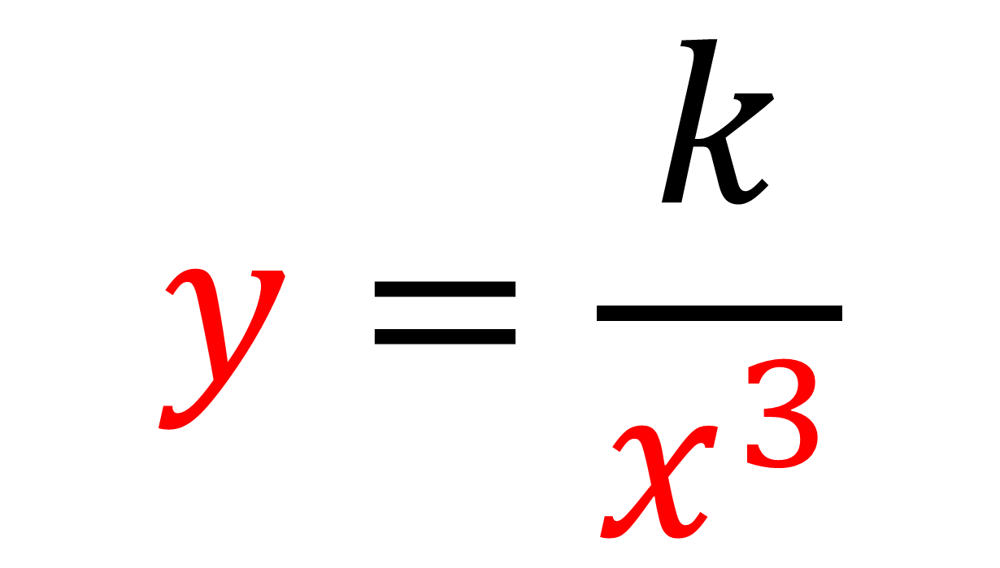 y = k/x³